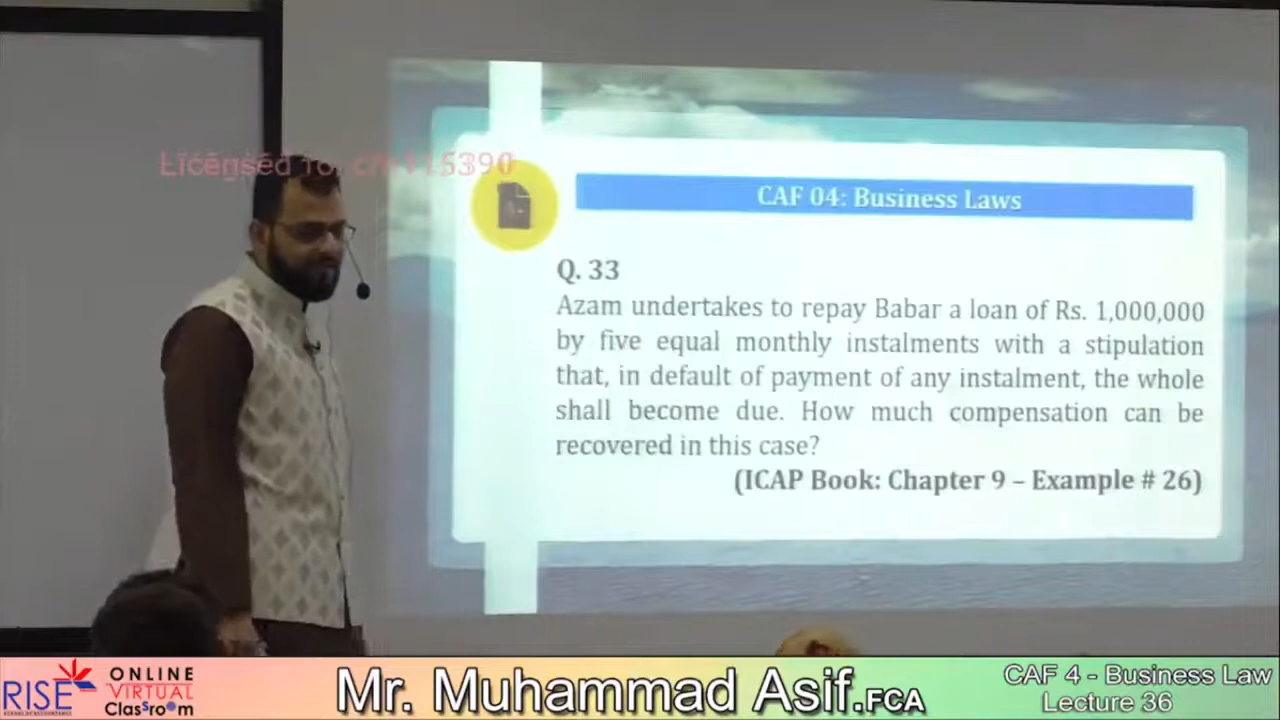 CAF 04: Business Laws
Q. 33
Azam undertakes to repay Babar a loan of Rs. 1,000,000
by five equal monthly instalments with a stipulation
that, in default of payment of any instalment, the whole
shall become due. How much compensation can be
recovered in this case?
(ICAP Book: Chapter 9 – Example # 26)
RISE
ONLINE
VIRTUAL
Classroom
Mr. Muhammad Asif.FCA
CAF 4 - Business Law
Lecture 36